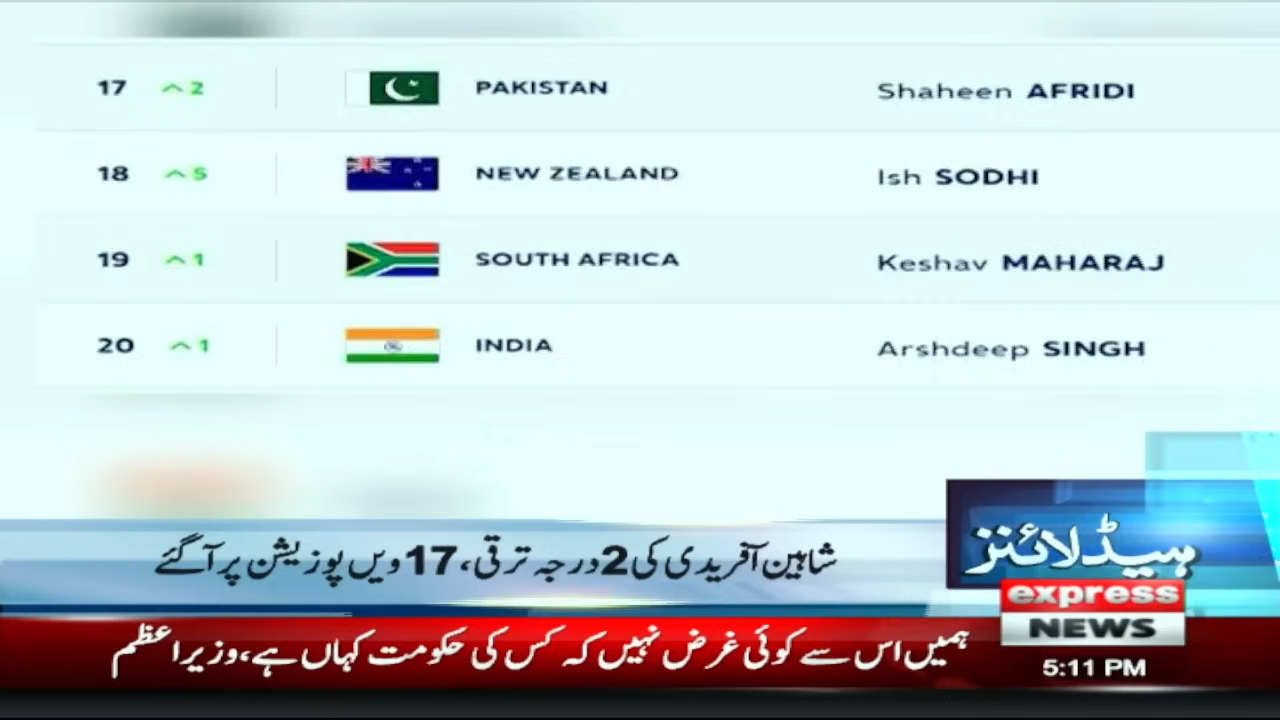 17 2 PAKISTAN Shaheen AFRIDI
18 5 NEW ZEALAND Ish SODHI
19 1 SOUTH AFRICA Keshav MAHARAJ
20 1 INDIA Arshdeep SINGH
ہیڈلائنز
شاہین آفریدی کی 2 درجہ ترقی، 17 ویں پوزیشن پر آگئے
express
NEWS
ہمیں اس سے کوئی غرض نہیں کہ کس کی حکومت کہاں ہے، وزیراعظم
5:11 PM